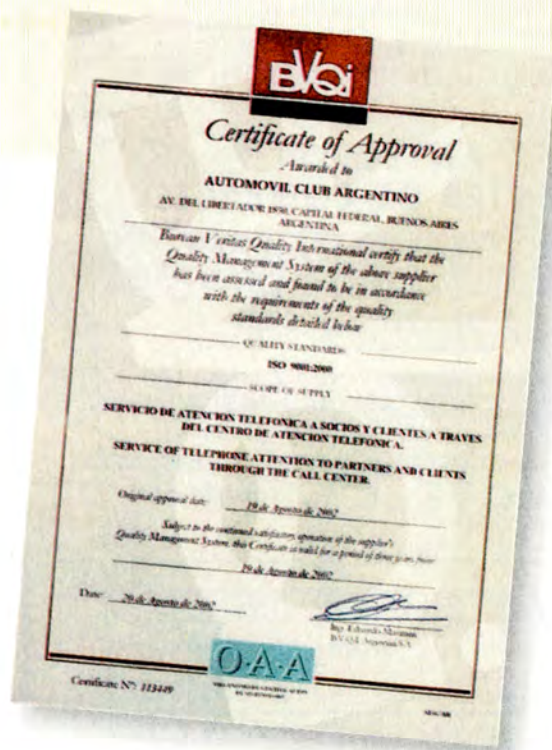 BVQi
Certificate of Approval
Awarded to
AUTOMOVIL CLUB ARGENTINO
AV. DEL LIBERTADOR 1850, CAPITAL FEDERAL, BUENOS AIRES
ARGENTINA
Bureau Veritas Quality International certify that the
Quality Management System of the above supplier
has been assessed and found to be in accordance
with the requirements of the quality
standards detailed below
QUALITY STANDARDS
ISO 9001:2000
SCOPE OF SUPPLY
SERVICIO DE ATENCION TELEFONICA A SOCIOS Y CLIENTES A TRAVES
DEL CENTRO DE ATENCION TELEFONICA.
SERVICE OF TELEPHONE ATTENTION TO PARTNERS AND CLIENTS
THROUGH THE CALL CENTER.
Original approval date: 19 de Agosto de 2002
Subject to the continued satisfactory operation of the supplier's
Quality Management System, this Certificate is valid for a period of three years from:
19 de Agosto de 2002
Date: 20 de Agosto de 2002
Ing. Eduardo
BVQI Argentina S.A.
O·A·A
Certificate Nº: 113449